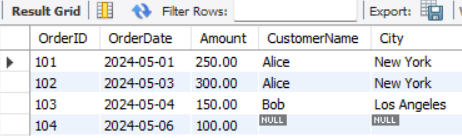 Result Grid Filter Rows: Export:
OrderID OrderDate Amount CustomerName City
101 2024-05-01 250.00 Alice New York
102 2024-05-03 300.00 Alice New York
103 2024-05-04 150.00 Bob Los Angeles
104 2024-05-06 100.00 NULL NULL